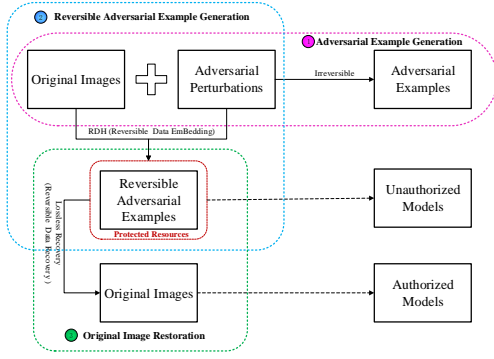 Reversible Adversarial Example Generation
Adversarial Example Generation
Original Images
Adversarial
Perturbations
Irreversible
Adversarial
Examples
RDH (Reversible Data EmBedding)
Reversible
Adversarial
Examples
Protected Resources
Unauthorized
Models
Lossless Recovery
(Reversible Data Recovery)
Original Images
Authorized
Models
Original Image Restoration